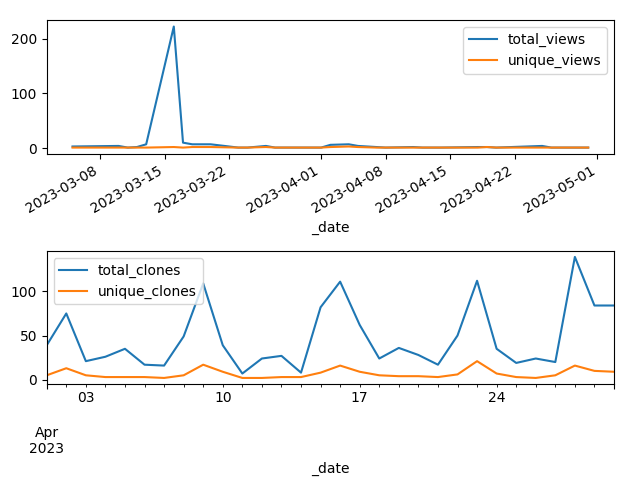 200
100
0
total_views
unique_views
2023-03-08
2023-03-15
2023-03-22
2023-04-01
2023-04-08
2023-04-15
2023-04-22
2023-05-01
_date
100
50
0
total_clones
unique_clones
03
10
17
24
Apr
2023
_date